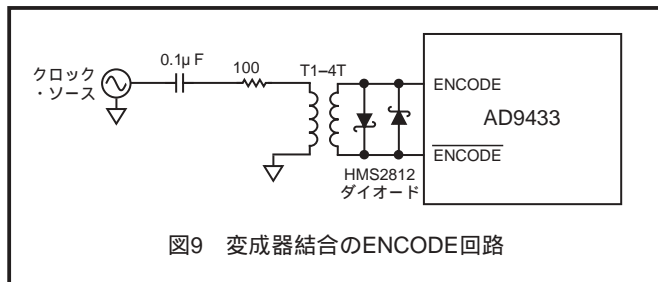 クロック
・ソース
0.1μF
100
T1–4T
ENCODE
AD9433
ENCODE
HMS2812
ダイオード
図9 変成器結合のENCODE回路